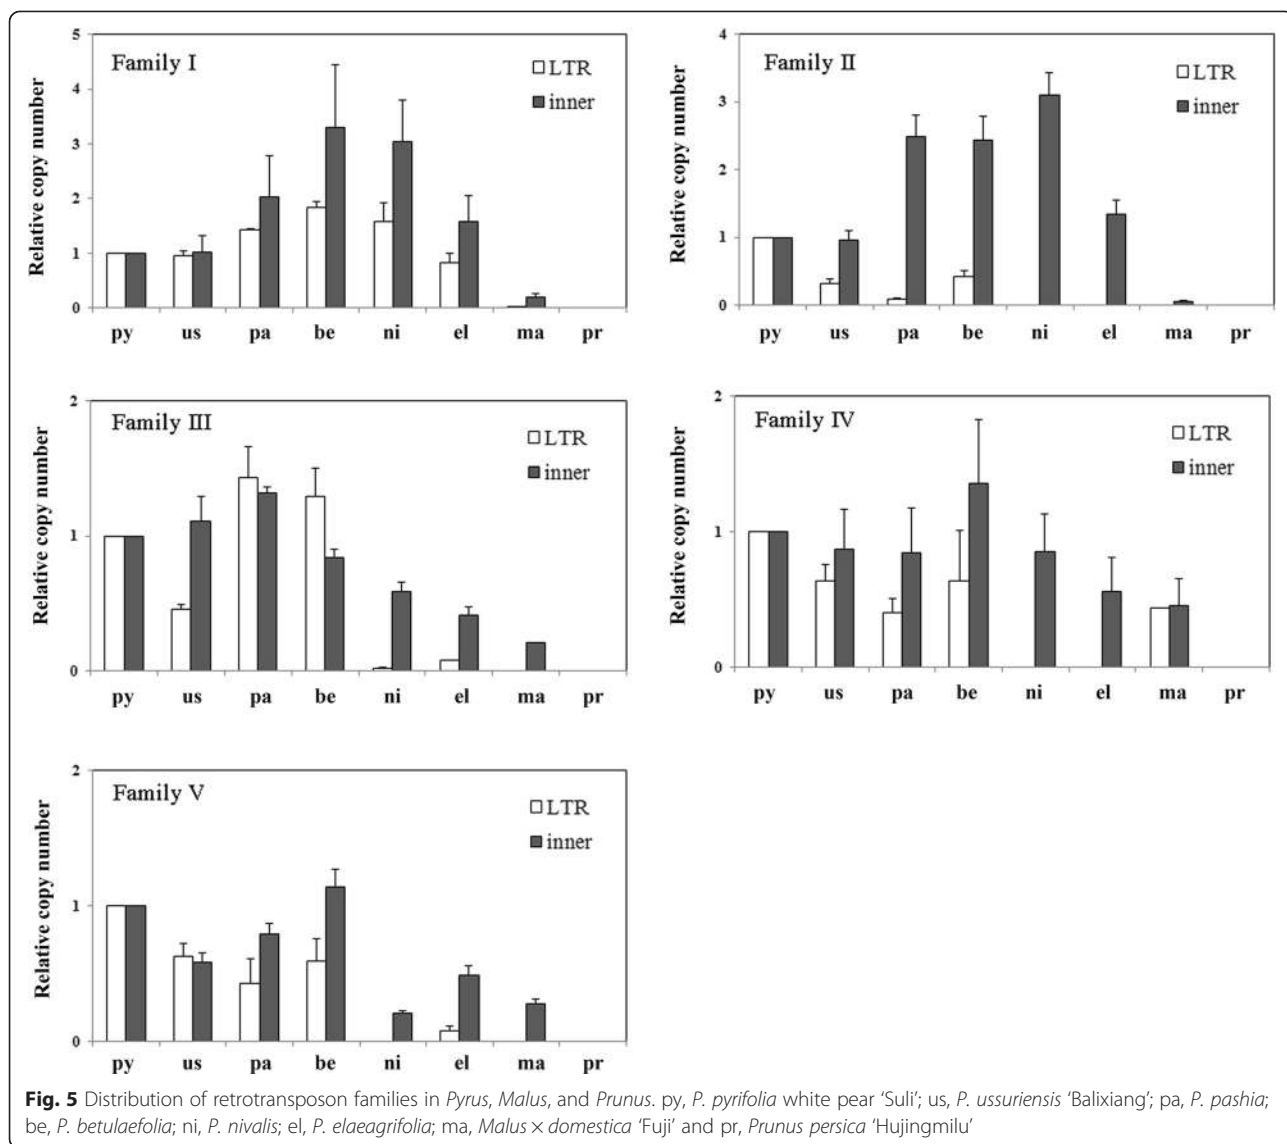 Family I
LTR
inner
Relative copy number
5
4
3
2
1
0
py us pa be ni el ma pr
Family II
LTR
inner
Relative copy number
4
3
2
1
0
py us pa be ni el ma pr
Family III
LTR
inner
Relative copy number
2
1
0
py us pa be ni el ma pr
Family IV
LTR
inner
Relative copy number
2
1
0
py us pa be ni el ma pr
Family V
LTR
inner
Relative copy number
2
1
0
py us pa be ni el ma pr
Fig. 5 Distribution of retrotransposon families in Pyrus, Malus, and Prunus. py, P. pyrifolia white pear ‘Suli’; us, P. ussuriensis ‘Balixiang’; pa, P. pashia;
be, P. betulaefolia; ni, P. nivalis; el, P. elaeagrifolia; ma, Malus × domestica ‘Fuji’ and pr, Prunus persica ‘Hujingmilu’